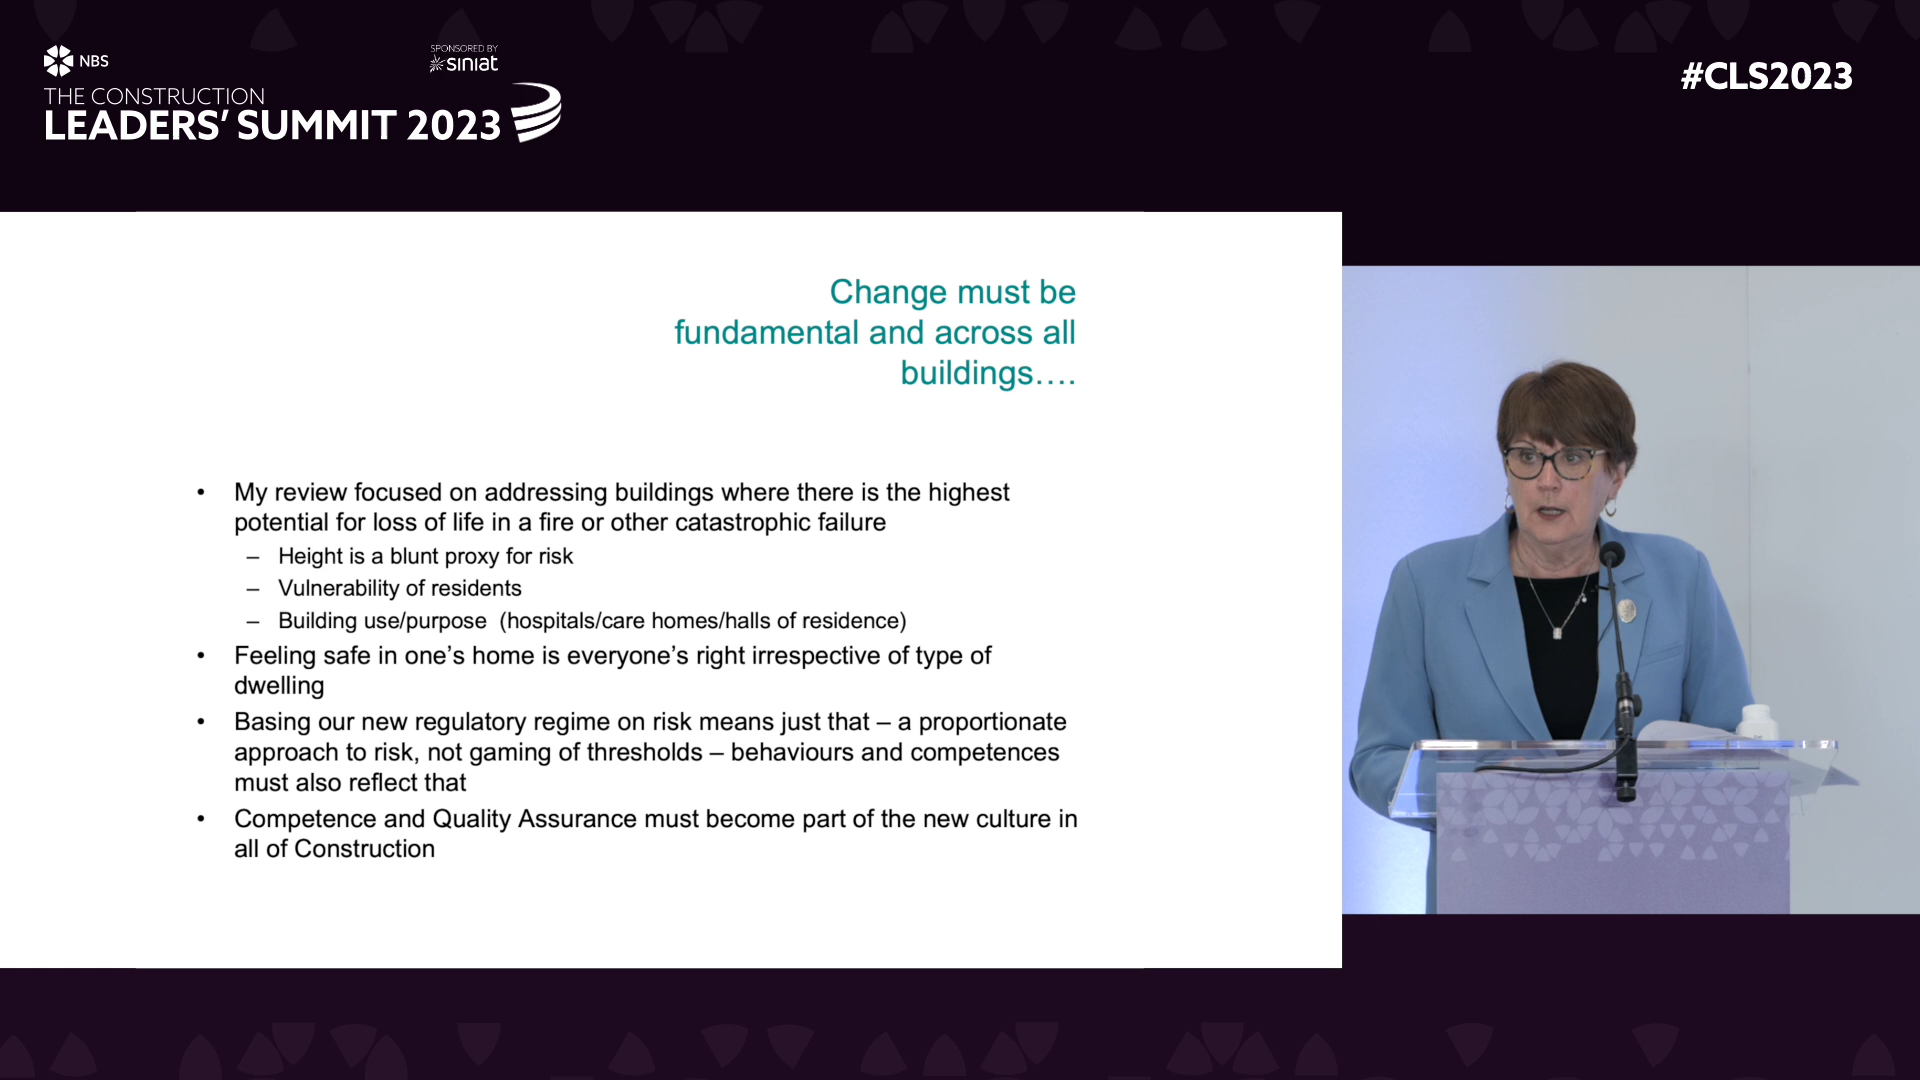 NBS
SPONSORED BY
siniat
THE CONSTRUCTION
LEADERS' SUMMIT 2023
#CLS2023
Change must be
fundamental and across all
buildings….
• My review focused on addressing buildings where there is the highest
potential for loss of life in a fire or other catastrophic failure
– Height is a blunt proxy for risk
– Vulnerability of residents
– Building use/purpose (hospitals/care homes/halls of residence)
• Feeling safe in one's home is everyone's right irrespective of type of
dwelling
• Basing our new regulatory regime on risk means just that – a proportionate
approach to risk, not gaming of thresholds – behaviours and competences
must also reflect that
• Competence and Quality Assurance must become part of the new culture in
all of Construction